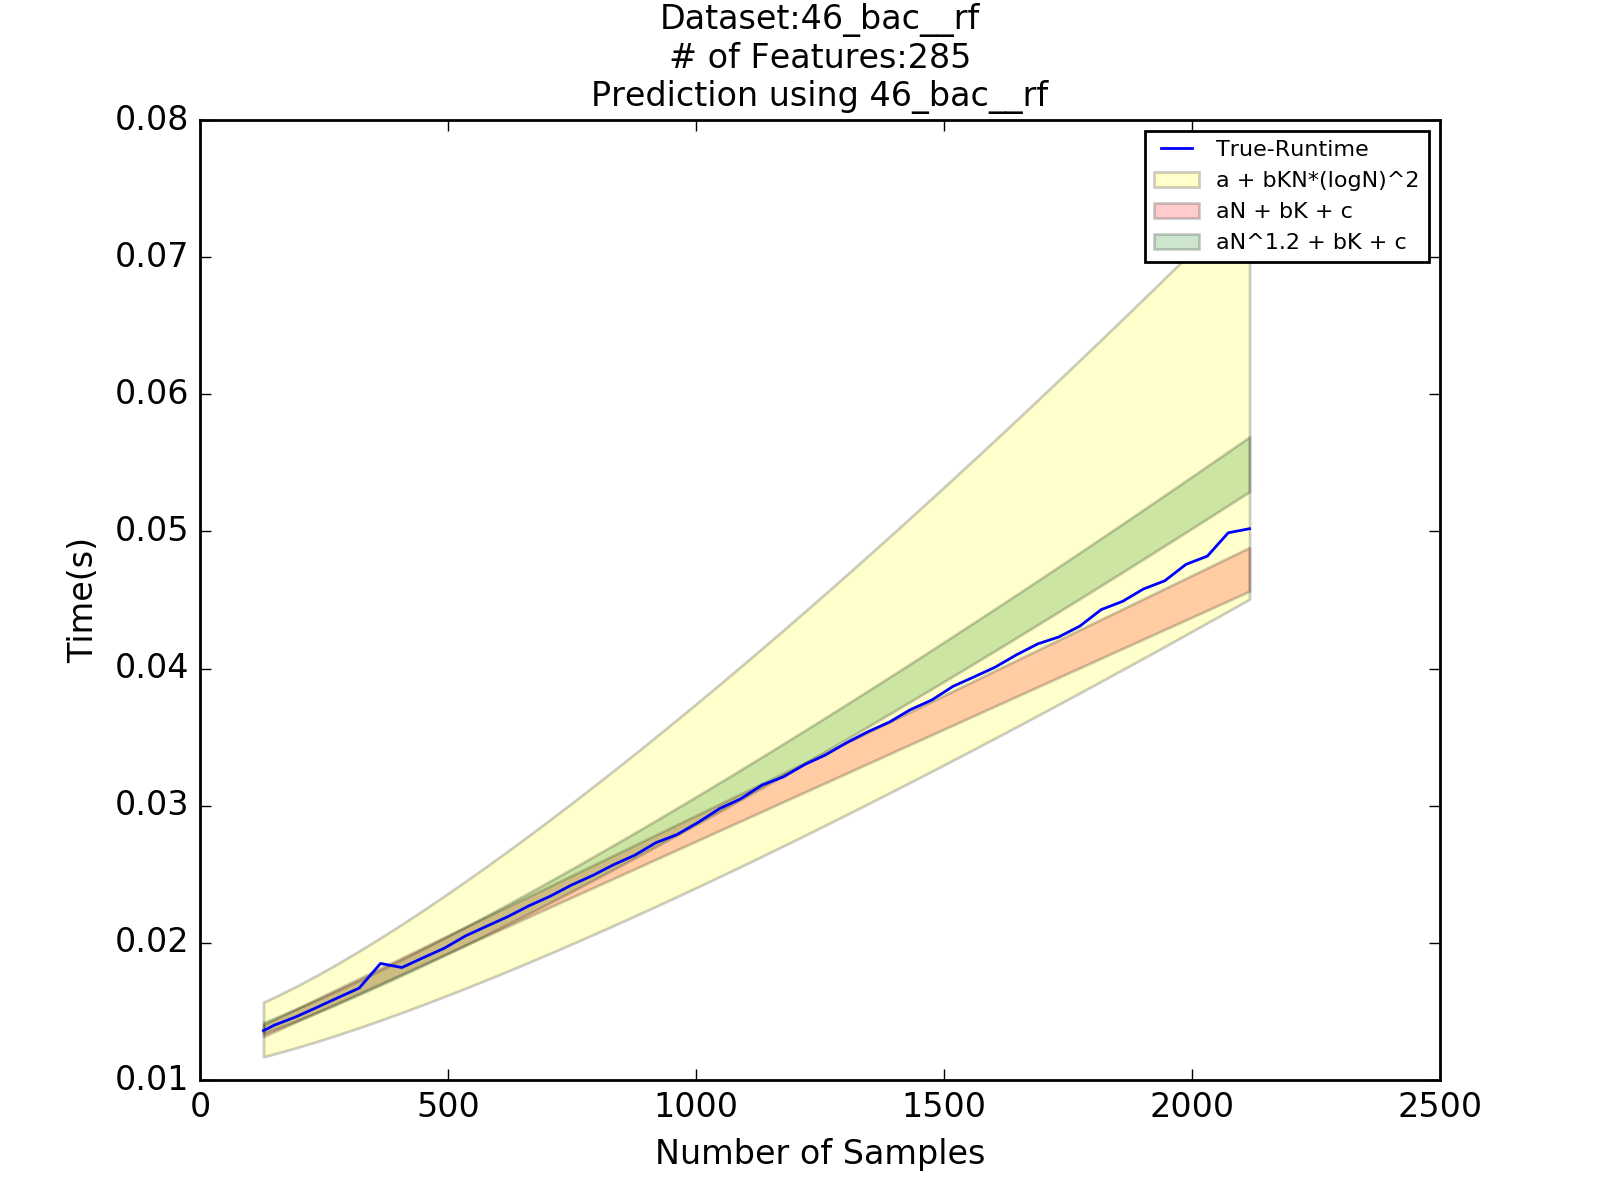 Dataset:46_bac__rf
# of Features:285
Prediction using 46_bac__rf
0.08
0.07
0.06
0.05
0.04
0.03
0.02
0.01
Time(s)
True-Runtime
a + bKN*(logN)^2
aN + bK + c
aN^1.2 + bK + c
0
500
1000
1500
2000
2500
Number of Samples